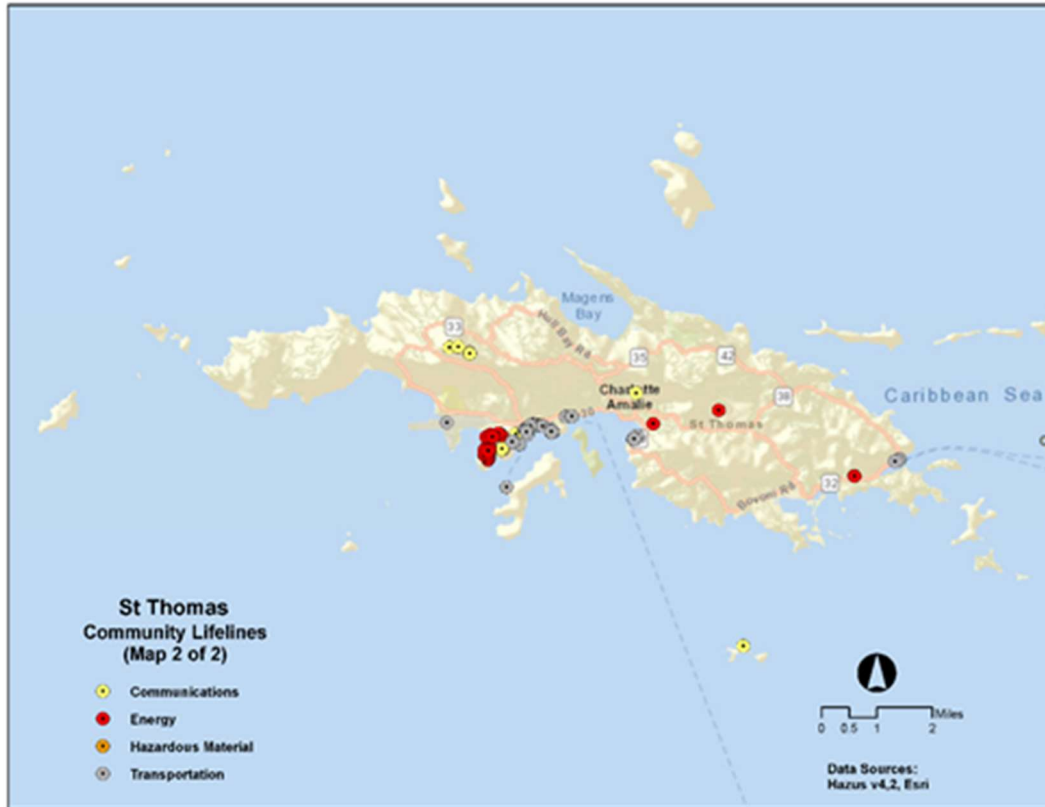 33
Magens
Bay
Hull Bay Rd
35
42
Charlotte
Amalie
30
38
Caribbean Sea
St Thomas
32
Bovoni Rd
St Thomas
Community Lifelines
(Map 2 of 2)
Communications
Energy
Hazardous Material
Transportation
0 0.5 1 2 Miles
Data Sources:
Hazus v4,2, Esri